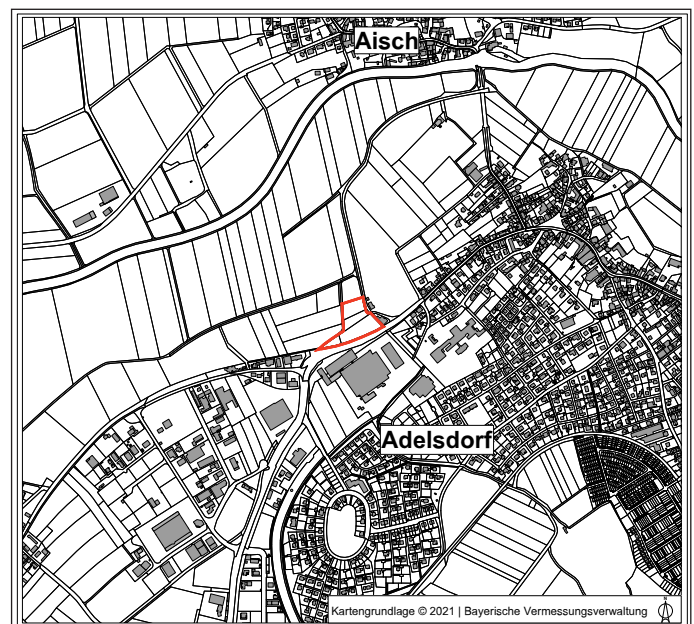 Aisch
Adelsdorf
Kartengrundlage © 2021 | Bayerische Vermessungsverwaltung
N